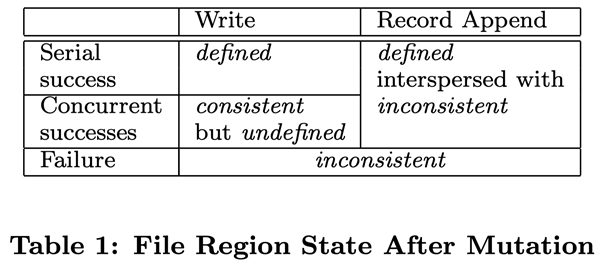 Write Record Append
Serial defined defined
success interspersed with
Concurrent consistent inconsistent
successes but undefined
Failure inconsistent
Table 1: File Region State After Mutation